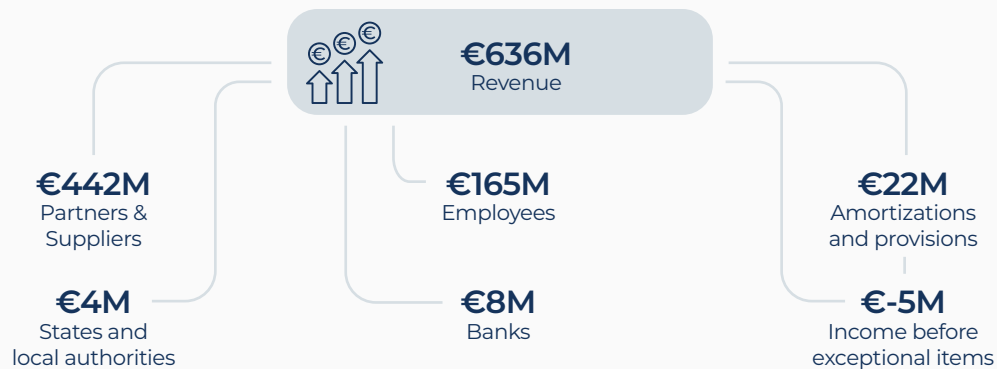 € € €
€636M
Revenue
€442M
Partners &
Suppliers
€165M
Employees
€22M
Amortizations
and provisions
€4M
States and
local authorities
€8M
Banks
€-5M
Income before
exceptional items